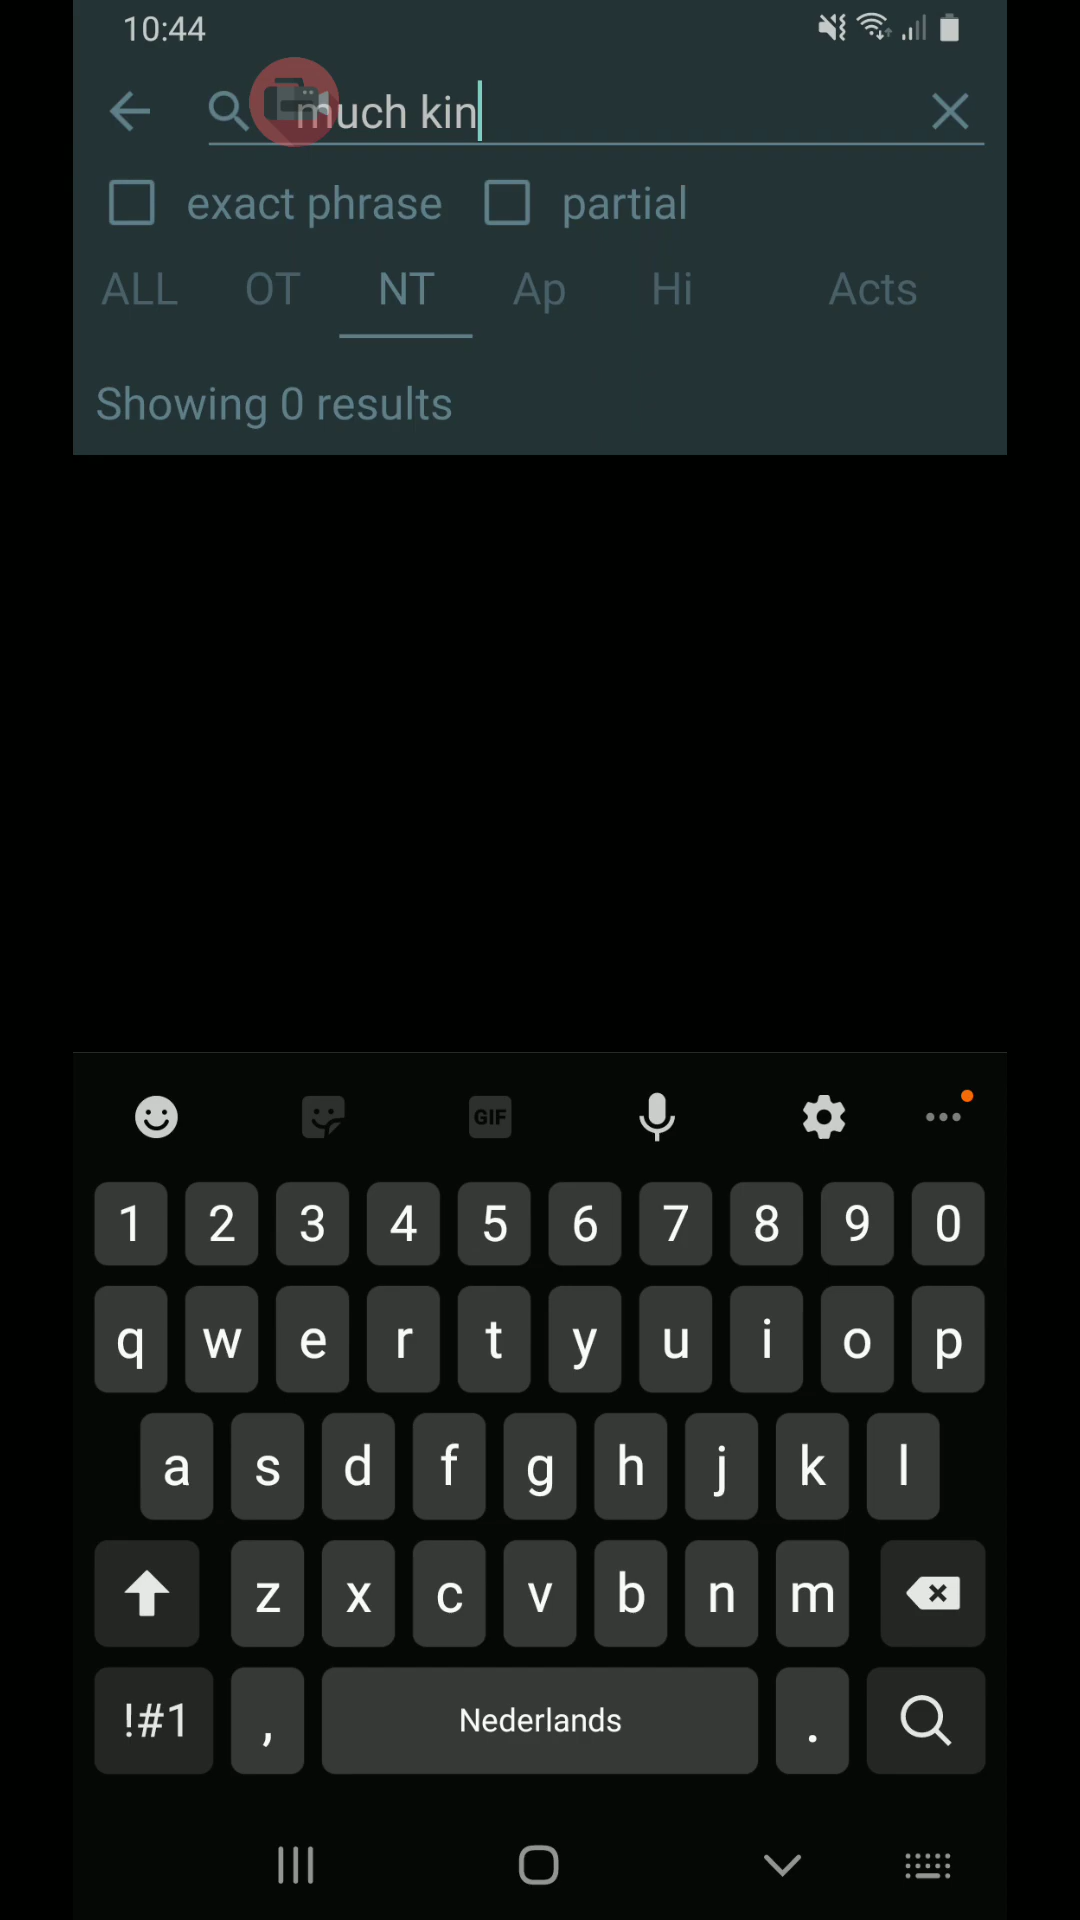 10:44
much kin
exact phrase partial
ALL OT NT Ap Hi Acts
Showing 0 results
GIF
1 2 3 4 5 6 7 8 9 0
q w e r t y u i o p
a s d f g h j k l
z x c v b n m
!#1 , Nederlands .